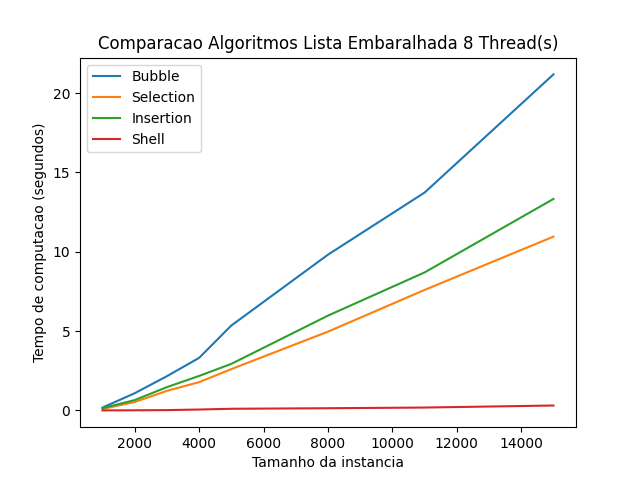 Comparacao Algoritmos Lista Embaralhada 8 Thread(s)
Bubble
Selection
Insertion
Shell
20
15
10
5
0
Tempo de computacao (segundos)
2000 4000 6000 8000 10000 12000 14000
Tamanho da instancia